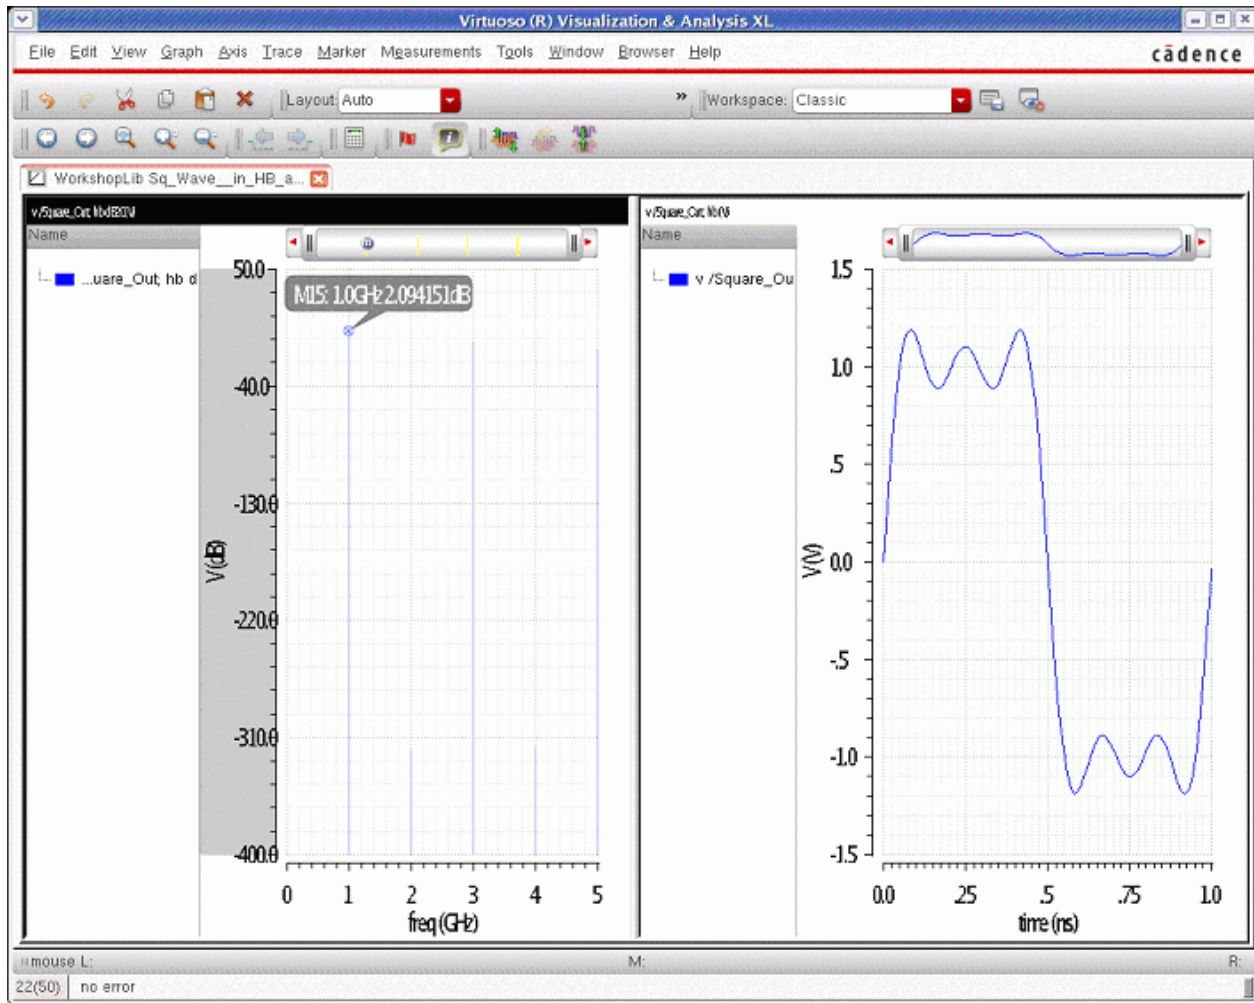 Virtuoso (R) Visualization & Analysis XL
File Edit View Graph Axis Trace Marker Measurements Tools Window Browser Help
cādence
Layout: Auto
» Workspace: Classic
WorkshopLib Sq_Wave__in_HB_a...
Name
...uare_Out; hb d
M15: 1.0GHz 2.094151dB
50.0
-40.0
-130.0
-220.0
-310.0
-400.0
V (dB)
0 1 2 3 4 5
freq (GHz)
Name
v /Square_Ou
1.5
1.0
.5
0.0
-.5
-1.0
-1.5
V (V)
0.0 .25 .5 .75 1.0
time (ns)
mouse L: M: R:
22(50) no error